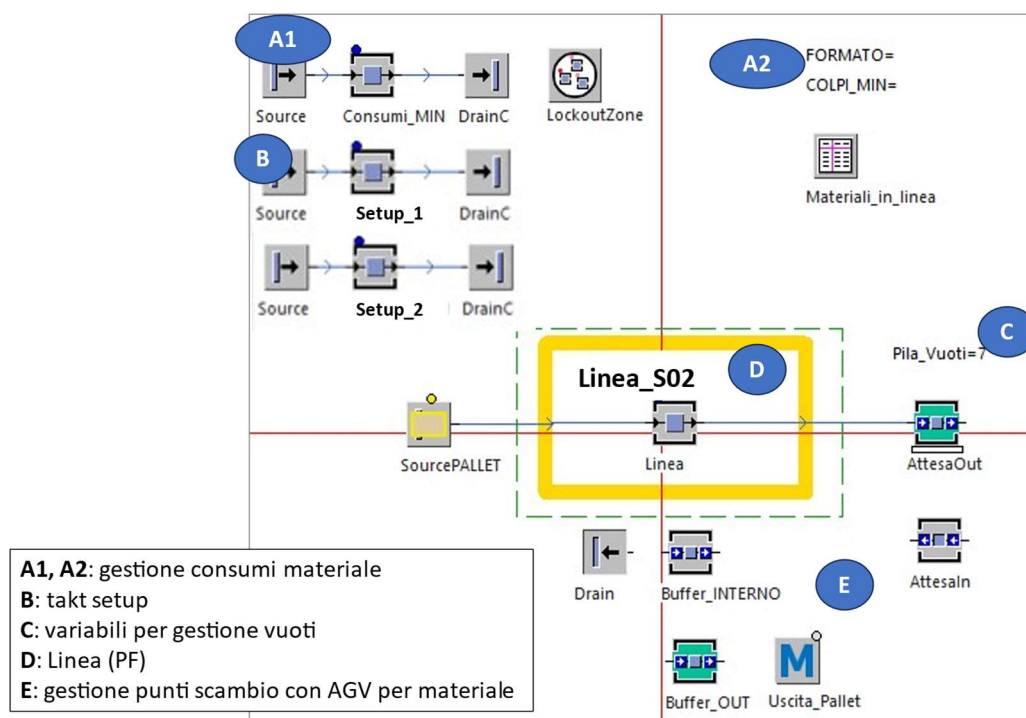 A1
Source
Consumi_MIN
DrainC
LockoutZone
A2
FORMATO=
COLPI_MIN=
Materiali_in_linea
B
Source
Setup_1
DrainC
Source
Setup_2
DrainC
Pila_Vuoti=7
C
Linea_S02
D
SourcePALLET
Linea
AttesaOut
Drain
Buffer_INTERNO
AttesaIn
E
Buffer_OUT
M
Uscita_Pallet
A1, A2: gestione consumi materiale
B: takt setup
C: variabili per gestione vuoti
D: Linea (PF)
E: gestione punti scambio con AGV per materiale